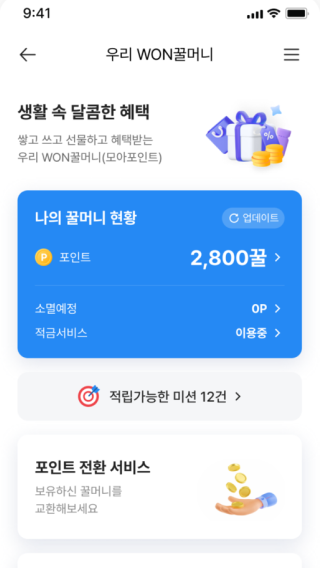 9:41
우리 WON꿀머니
생활 속 달콤한 혜택
쌓고 쓰고 선물하고 혜택받는
우리 WON꿀머니(모아포인트)
%
나의 꿀머니 현황
업데이트
P 포인트
2,800꿀
소멸예정
0P
적금서비스
이용중
적립가능한 미션 12건
포인트 전환 서비스
보유하신 꿀머니를
교환해보세요